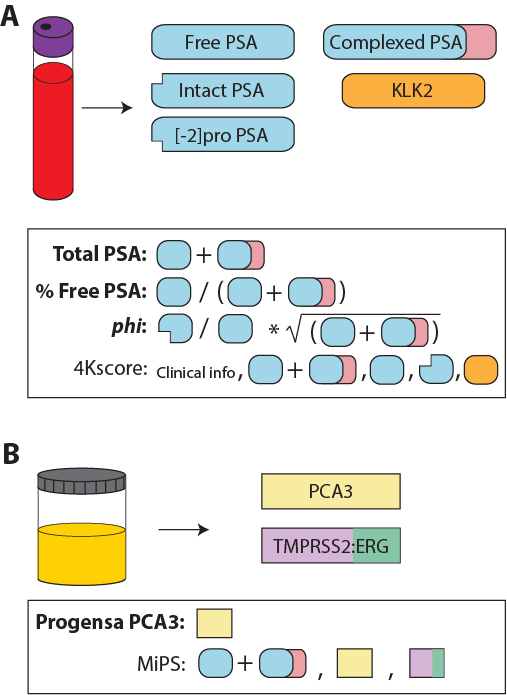 A
Free PSA
Complexed PSA
Intact PSA
KLK2
[-2]pro PSA
Total PSA: +
% Free PSA: / ( + )
phi: / * √ ( + )
4Kscore: Clinical info, + , , ,
B
PCA3
TMPRSS2:ERG
Progensa PCA3:
MiPS: + , ,